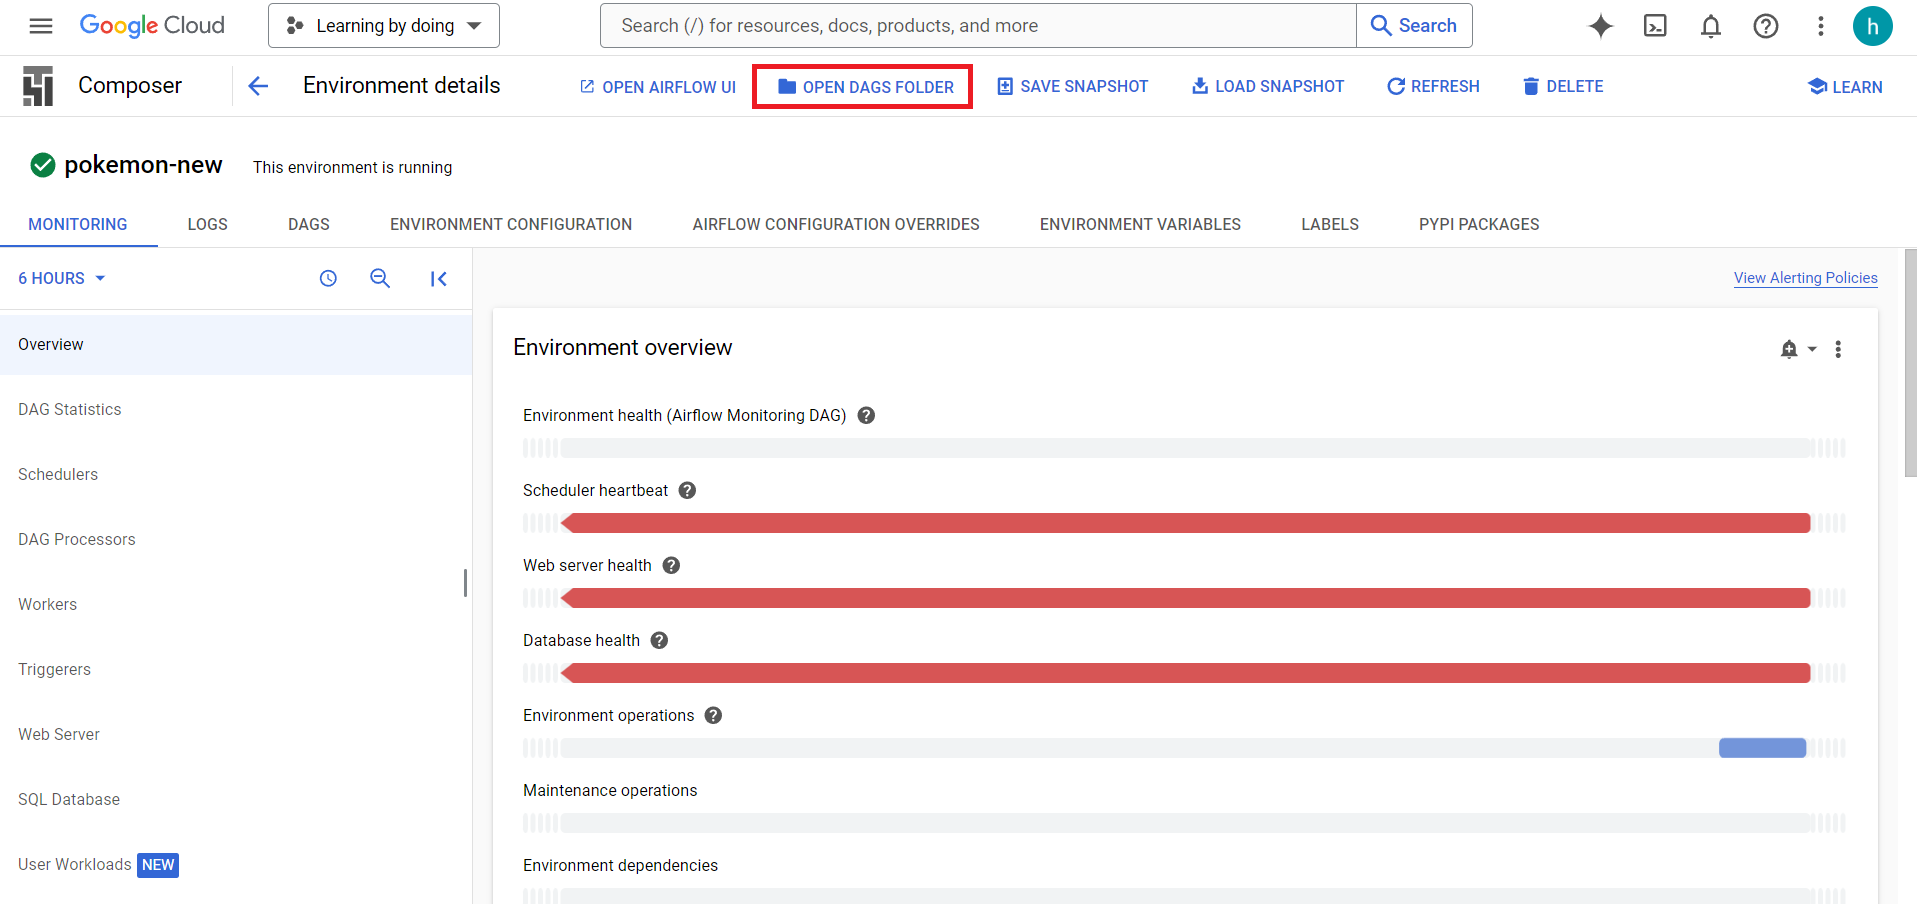 Google Cloud
Learning by doing
Search (/) for resources, docs, products, and more
Search
h
Composer
Environment details
OPEN AIRFLOW UI
OPEN DAGS FOLDER
SAVE SNAPSHOT
LOAD SNAPSHOT
REFRESH
DELETE
LEARN
pokemon-new
This environment is running
MONITORING
LOGS
DAGS
ENVIRONMENT CONFIGURATION
AIRFLOW CONFIGURATION OVERRIDES
ENVIRONMENT VARIABLES
LABELS
PYPI PACKAGES
6 HOURS
View Alerting Policies
Overview
DAG Statistics
Schedulers
DAG Processors
Workers
Triggerers
Web Server
SQL Database
User Workloads NEW
Environment overview
Environment health (Airflow Monitoring DAG)
Scheduler heartbeat
Web server health
Database health
Environment operations
Maintenance operations
Environment dependencies